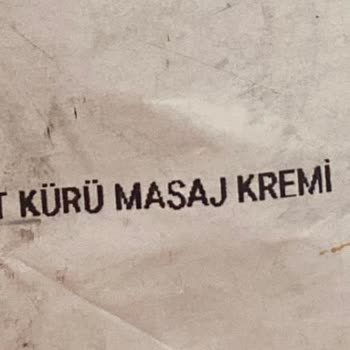 T KÜRÜ MASAJ KREMİ